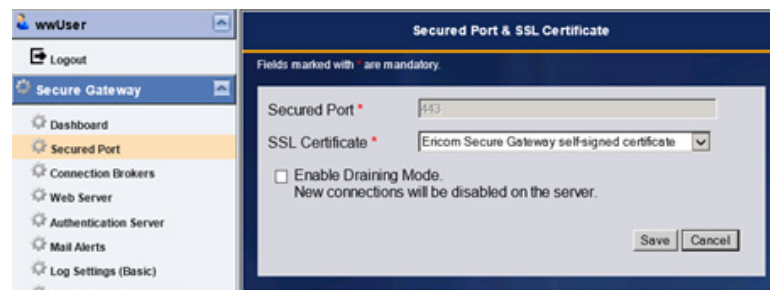 wwUser
Logout
Secure Gateway
Dashboard
Secured Port
Connection Brokers
Web Server
Authentication Server
Mail Alerts
Log Settings (Basic)
Secured Port & SSL Certificate
Fields marked with * are mandatory.
Secured Port * 443
SSL Certificate * Ericom Secure Gateway self-signed certificate
Enable Draining Mode.
New connections will be disabled on the server.
Save Cancel